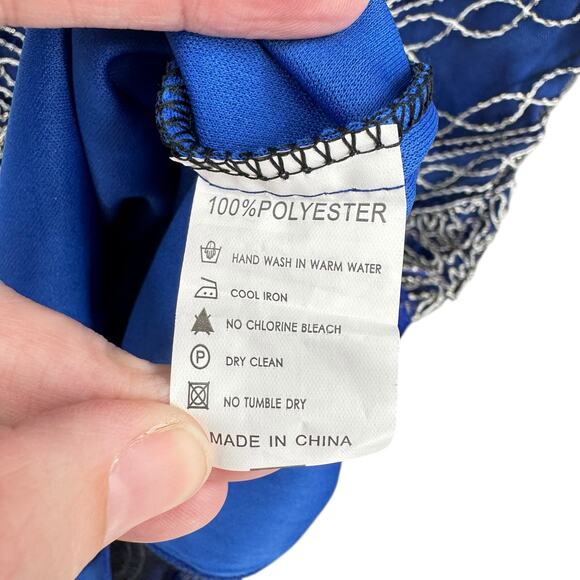 100%POLYESTER
HAND WASH IN WARM WATER
COOL IRON
NO CHLORINE BLEACH
P DRY CLEAN
NO TUMBLE DRY
MADE IN CHINA